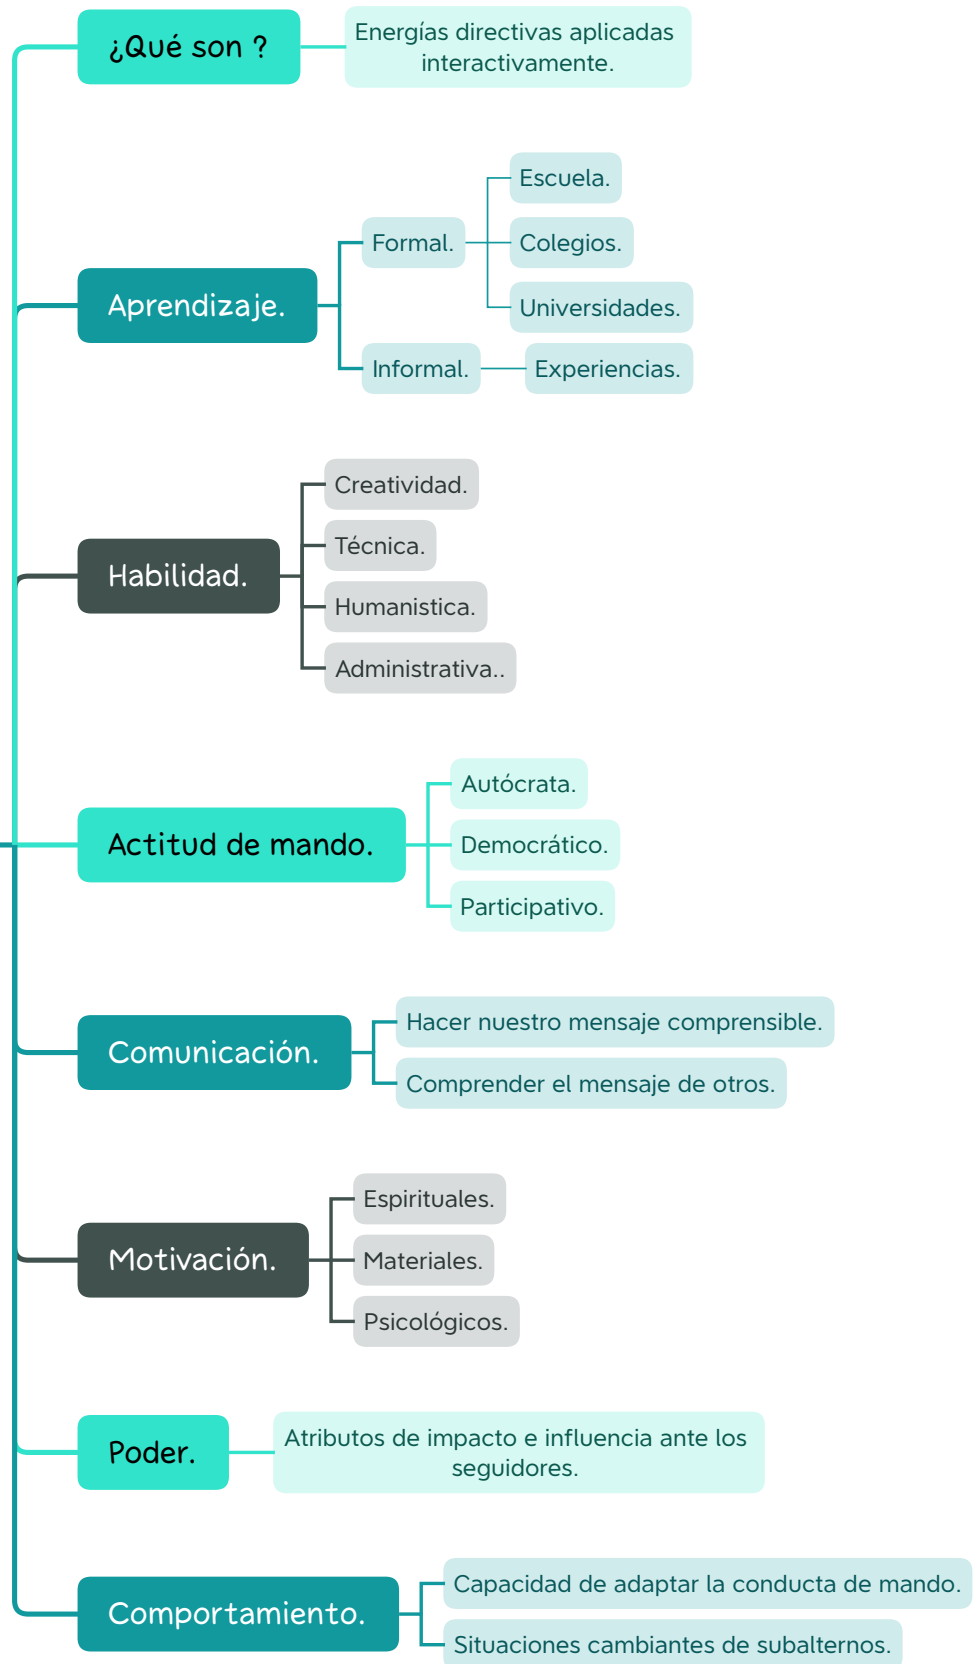 ¿Qué son ?
Energías directivas aplicadas
interactivamente.
Aprendizaje.
Formal.
Escuela.
Colegios.
Universidades.
Informal.
Experiencias.
Habilidad.
Creatividad.
Técnica.
Humanistica.
Administrativa..
Actitud de mando.
Autócrata.
Democrático.
Participativo.
Comunicación.
Hacer nuestro mensaje comprensible.
Comprender el mensaje de otros.
Motivación.
Espirituales.
Materiales.
Psicológicos.
Poder.
Atributos de impacto e influencia ante los
seguidores.
Comportamiento.
Capacidad de adaptar la conducta de mando.
Situaciones cambiantes de subalternos.